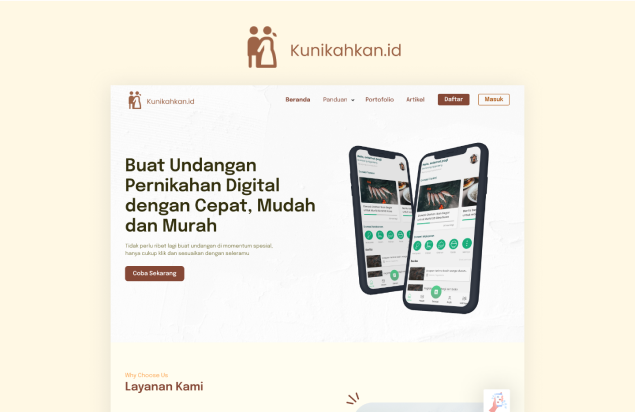 Kunikahkan.id
Kunikahkan.id
Beranda
Panduan
Portofolio
Artikel
Daftar
Masuk
Buat Undangan
Pernikahan Digital
dengan Cepat, Mudah
dan Murah
Tidak perlu ribet lagi buat undangan di momentum spesial,
hanya cukup klik dan sesuaikan dengan seleramu
Coba Sekarang
Why Choose Us
Layanan Kami